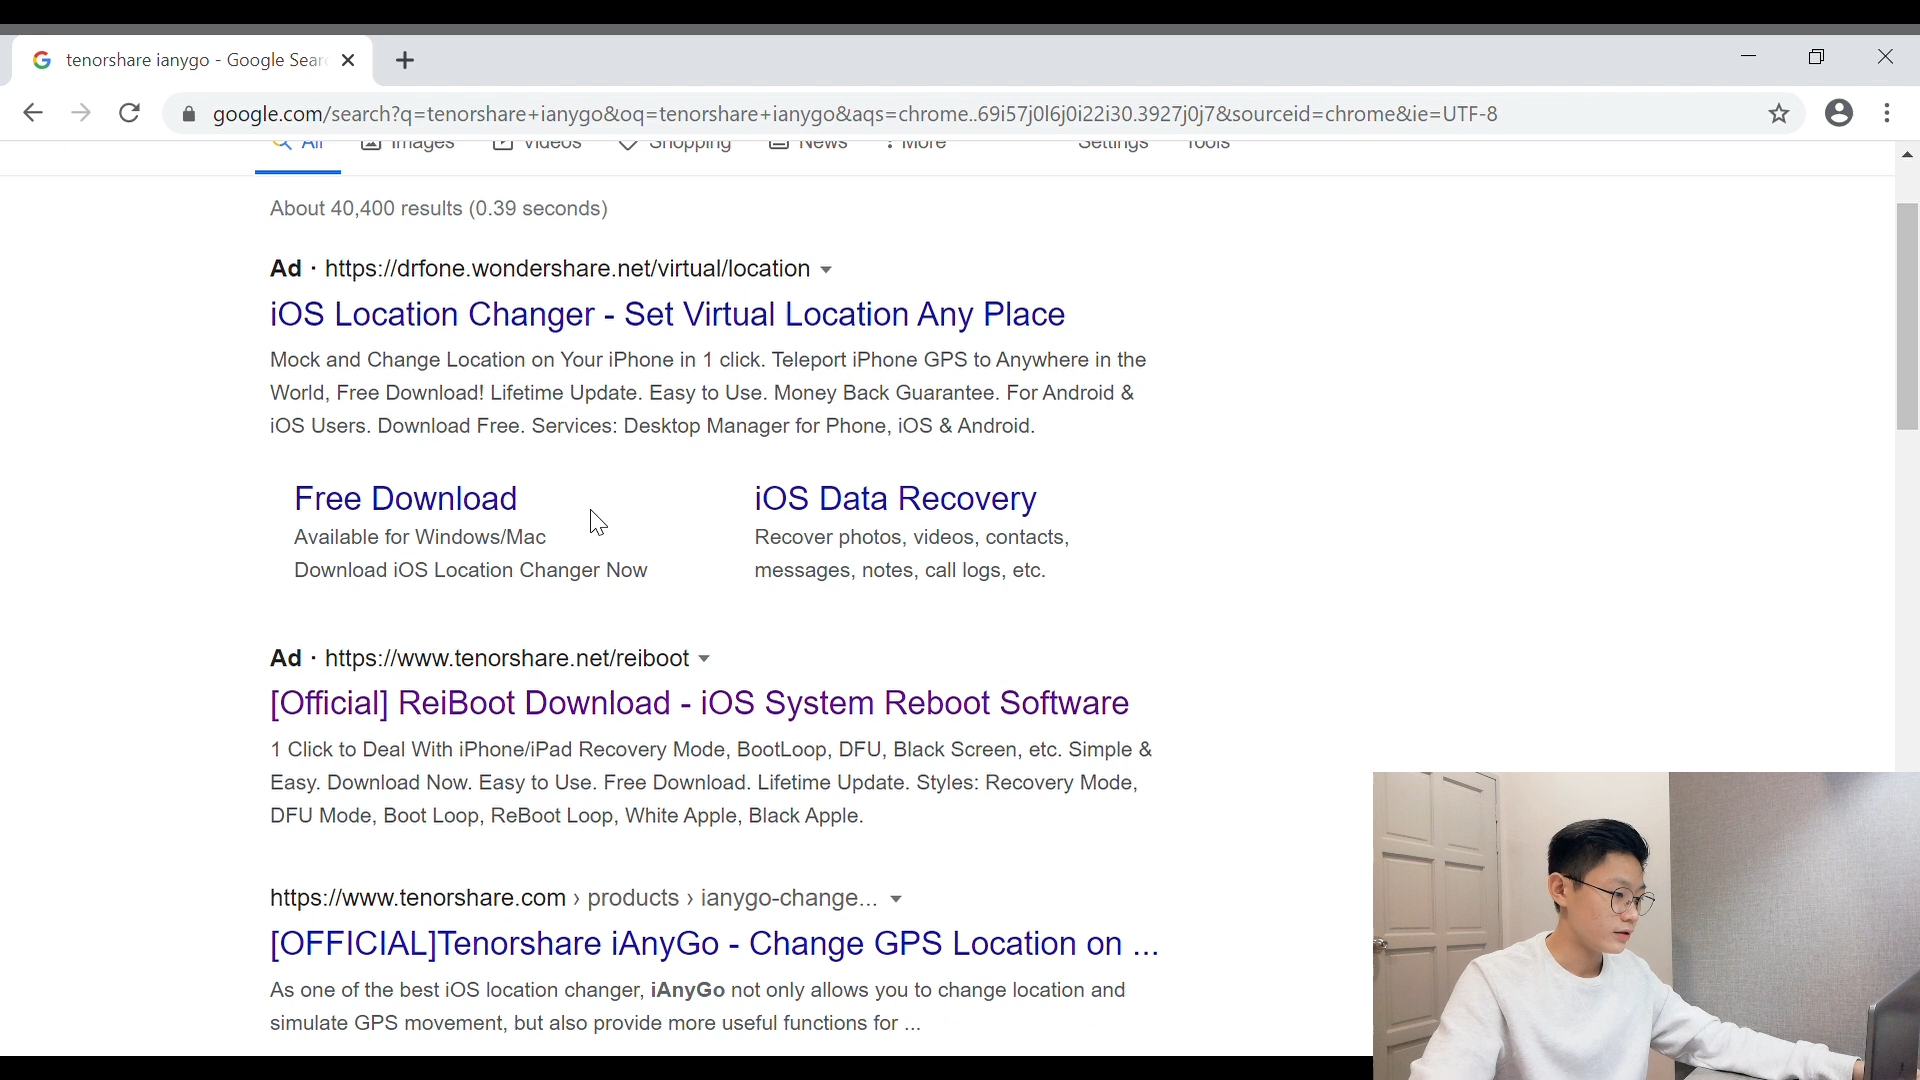 tenorshare ianygo - Google Sear
google.com/search?q=tenorshare+ianygo&oq=tenorshare+ianygo&aqs=chrome..69i57j0l6j0i22i30.3927j0j7&sourceid=chrome&ie=UTF-8
All Images Videos Shopping News More Settings Tools
About 40,400 results (0.39 seconds)
Ad · https://drfone.wondershare.net/virtual/location
iOS Location Changer - Set Virtual Location Any Place
Mock and Change Location on Your iPhone in 1 click. Teleport iPhone GPS to Anywhere in the
World, Free Download! Lifetime Update. Easy to Use. Money Back Guarantee. For Android &
iOS Users. Download Free. Services: Desktop Manager for Phone, iOS & Android.
Free Download
Available for Windows/Mac
Download iOS Location Changer Now
iOS Data Recovery
Recover photos, videos, contacts,
messages, notes, call logs, etc.
Ad · https://www.tenorshare.net/reiboot
[Official] ReiBoot Download - iOS System Reboot Software
1 Click to Deal With iPhone/iPad Recovery Mode, BootLoop, DFU, Black Screen, etc. Simple &
Easy. Download Now. Easy to Use. Free Download. Lifetime Update. Styles: Recovery Mode,
DFU Mode, Boot Loop, ReBoot Loop, White Apple, Black Apple.
https://www.tenorshare.com › products › ianygo-change...
[OFFICIAL]Tenorshare iAnyGo - Change GPS Location on ...
As one of the best iOS location changer, iAnyGo not only allows you to change location and
simulate GPS movement, but also provide more useful functions for ...